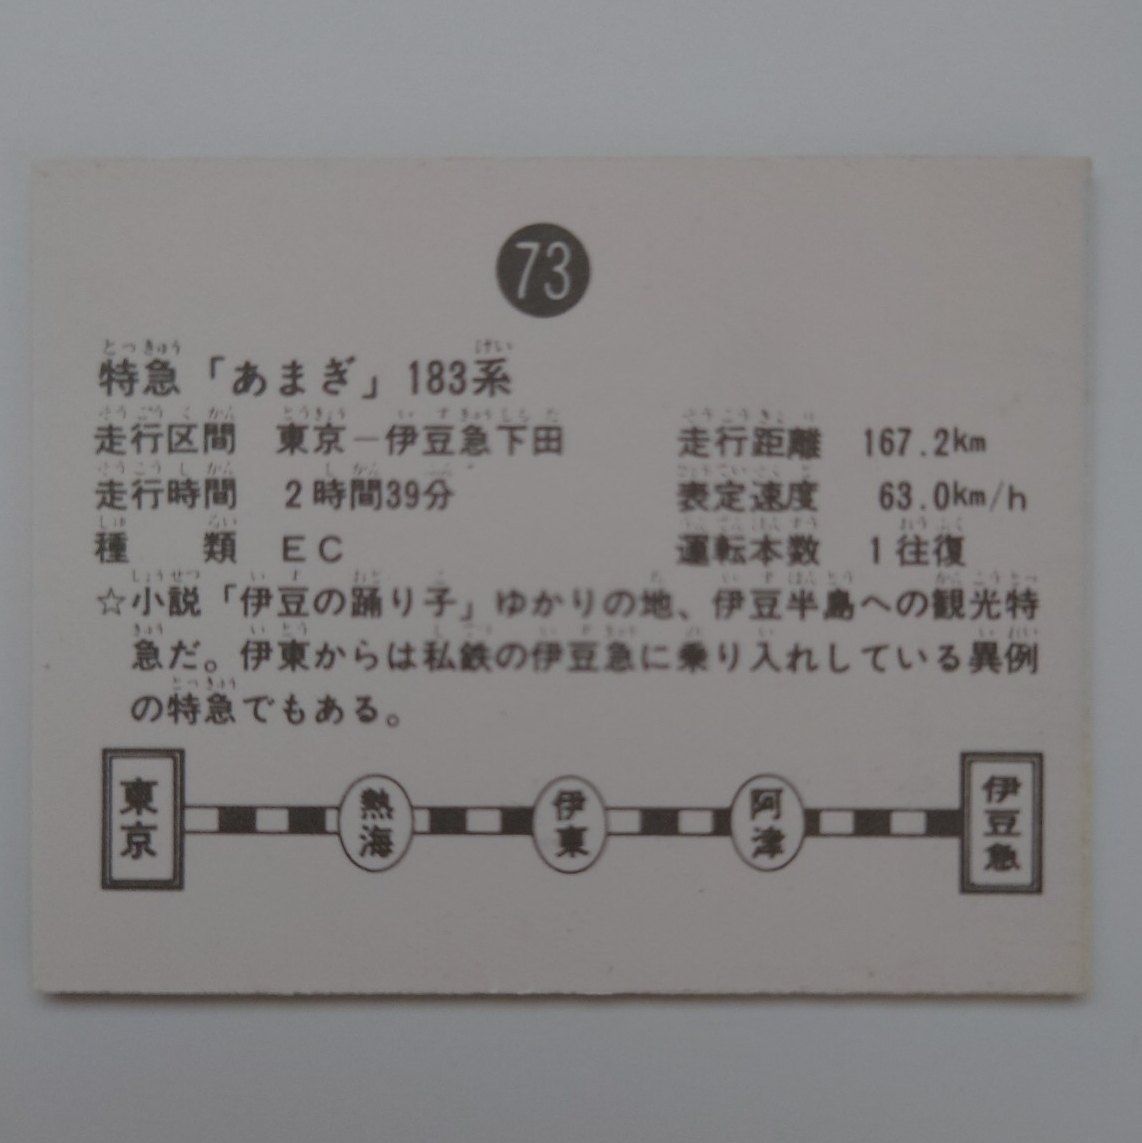 73
特急「あまぎ」183系
走行区間 東京－伊豆急下田 走行距離 167.2km
走行時間 2時間39分 表定速度 63.0km/h
種類 EC 運転本数 1往復
☆小説「伊豆の踊り子」ゆかりの地、伊豆半島への観光特
急だ。伊東からは私鉄の伊豆急に乗り入れしている異例
の特急でもある。
東京 熱海 伊東 阿津 伊豆急